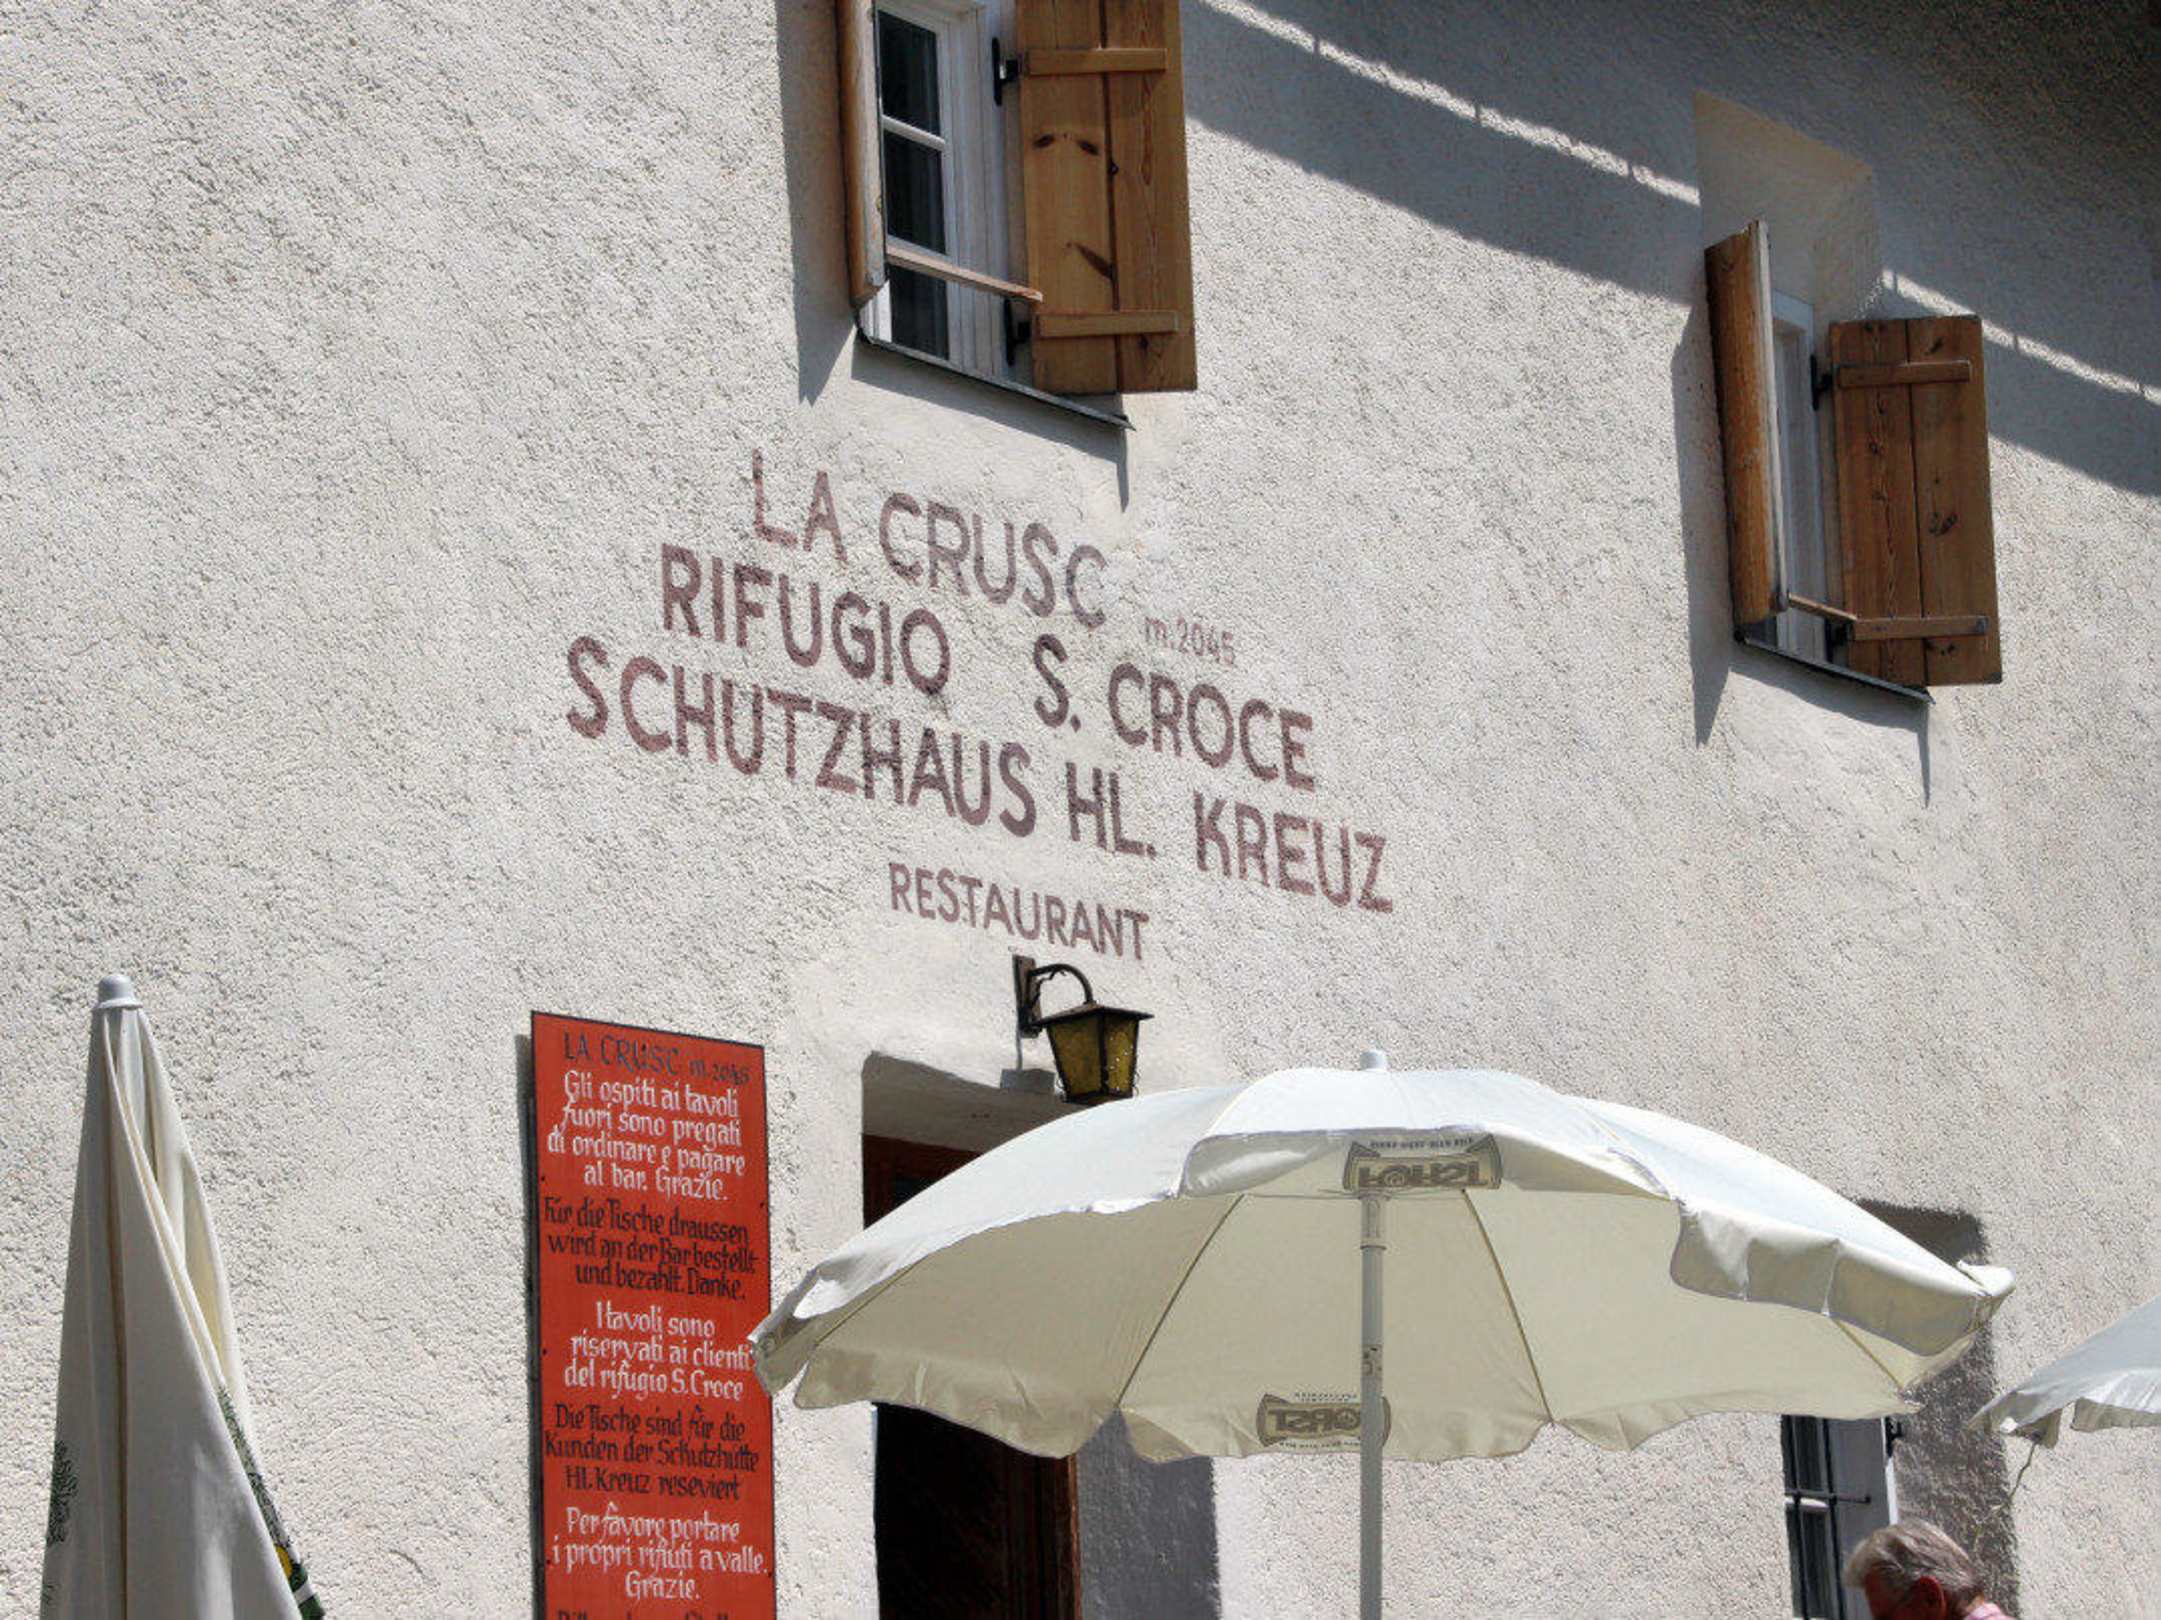 LA CRUSC m.2045
RIFUGIO S. CROCE
SCHUTZHAUS HL. KREUZ
RESTAURANT
LA CRUSC m.2045
Gli ospiti ai tavoli
fuori sono pregati
di ordinare e pagare
al bar. Grazie.
Für die Tische draussen
wird an der Bar bestellt
und bezahlt. Danke.
I tavoli sono
riservati ai clienti
del rifugio S. Croce
Die Tische sind für die
Kunden der Schutzhütte
Hl. Kreuz reseviert
Per favore portare
i propri rifiuti a valle.
Grazie.
FORST
FORST